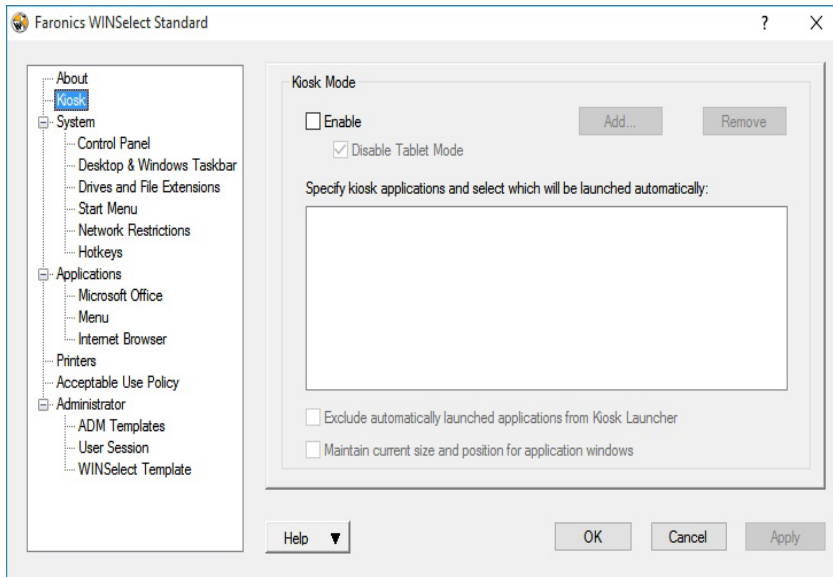 Faronics WINSelect Standard
About
Kiosk
System
Control Panel
Desktop & Windows Taskbar
Drives and File Extensions
Start Menu
Network Restrictions
Hotkeys
Applications
Microsoft Office
Menu
Internet Browser
Printers
Acceptable Use Policy
Administrator
ADM Templates
User Session
WINSelect Template
Kiosk Mode
Enable
Add...
Remove
Disable Tablet Mode
Specify kiosk applications and select which will be launched automatically:
Exclude automatically launched applications from Kiosk Launcher
Maintain current size and position for application windows
Help
OK
Cancel
Apply